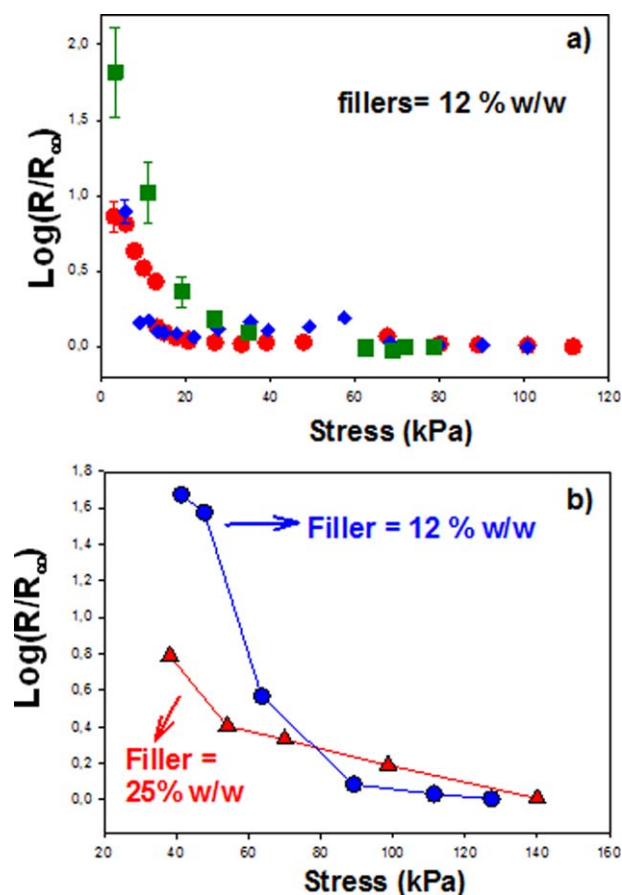 a)
fillers= 12 % w/w
Log(R/R∞)
2.0
1.5
1.0
0.5
0.0
0 20 40 60 80 100 120
Stress (kPa)
b)
Filler = 12 % w/w
Log(R/R∞)
1,8
1,6
1,4
1,2
1,0
0,8
0,6
0,4
0,2
0,0
Filler =
25% w/w
20 40 60 80 100 120 140 160
Stress (kPa)